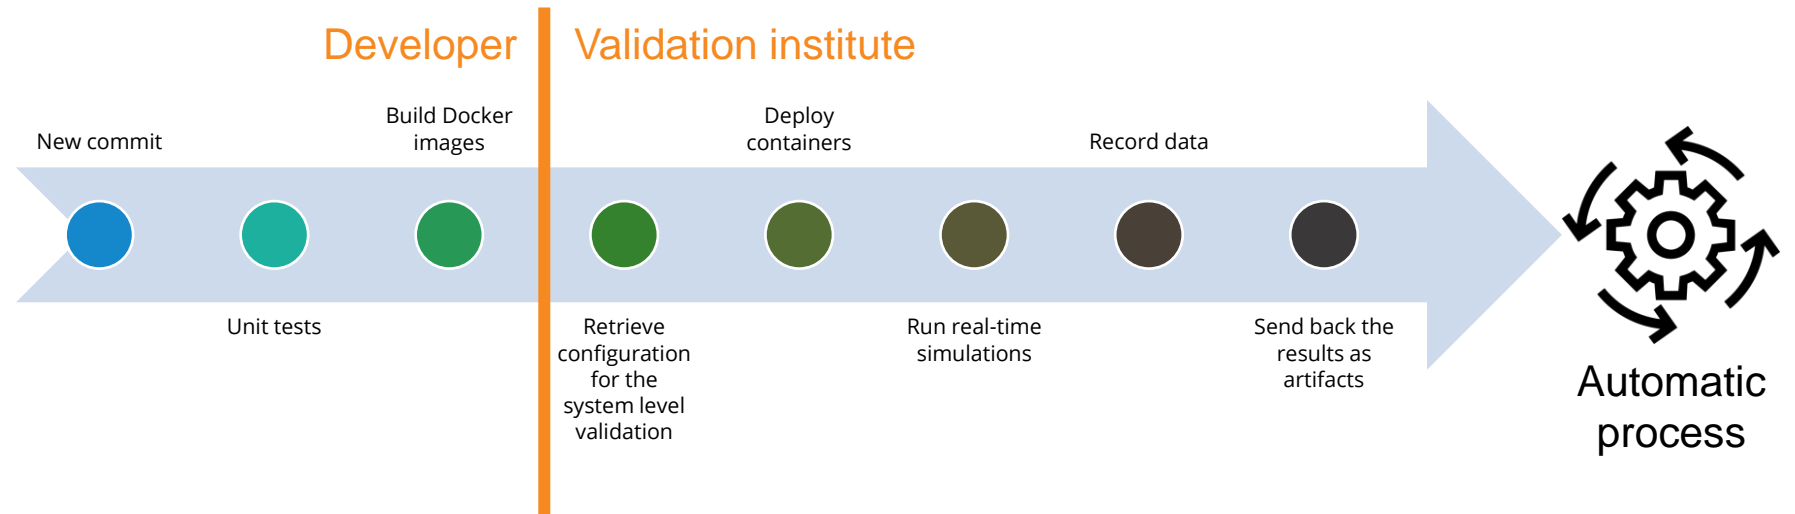 Developer
Validation institute
New commit
Unit tests
Build Docker
images
Retrieve
configuration
for the
system level
validation
Deploy
containers
Run real-time
simulations
Record data
Send back the
results as
artifacts
Automatic
process